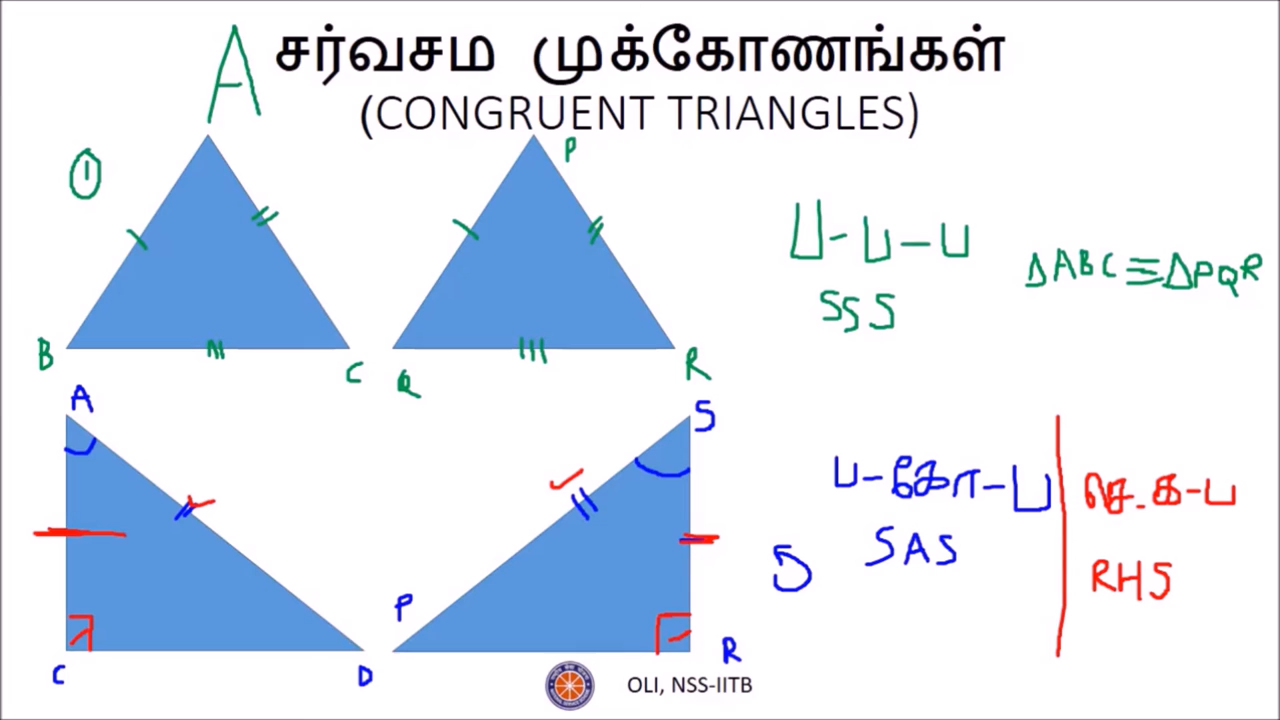 சர்வசம முக்கோணங்கள்
(CONGRUENT TRIANGLES)
A
①
P
ப-ப-ப
SSS
ΔABC≡ΔPQR
B
C
Q
R
A
S
ப-கோ-ப
செ-க-ப
SAS
RHS
P
C
D
R
OLI, NSS-IITB